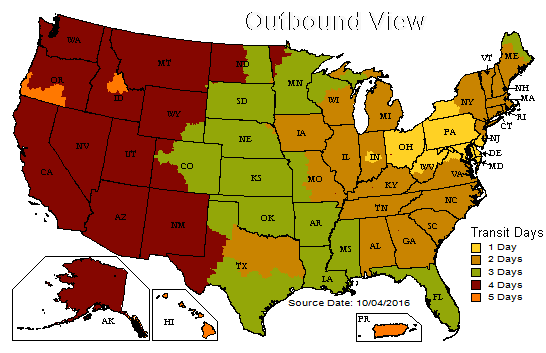 Outbound View
WA
MT
ND
MN
ME
VT
OR
ID
SD
WI
MI
NY
NH
MA
RI
CT
WY
NE
IA
IL
IN
OH
PA
NJ
DE
MD
CA
NV
UT
CO
KS
MO
KY
WV
VA
AZ
NM
OK
AR
TN
NC
SC
TX
LA
MS
AL
GA
FL
Transit Days
1 Day
2 Days
3 Days
4 Days
5 Days
Source Date: 10/04/2016
AK
HI
PR